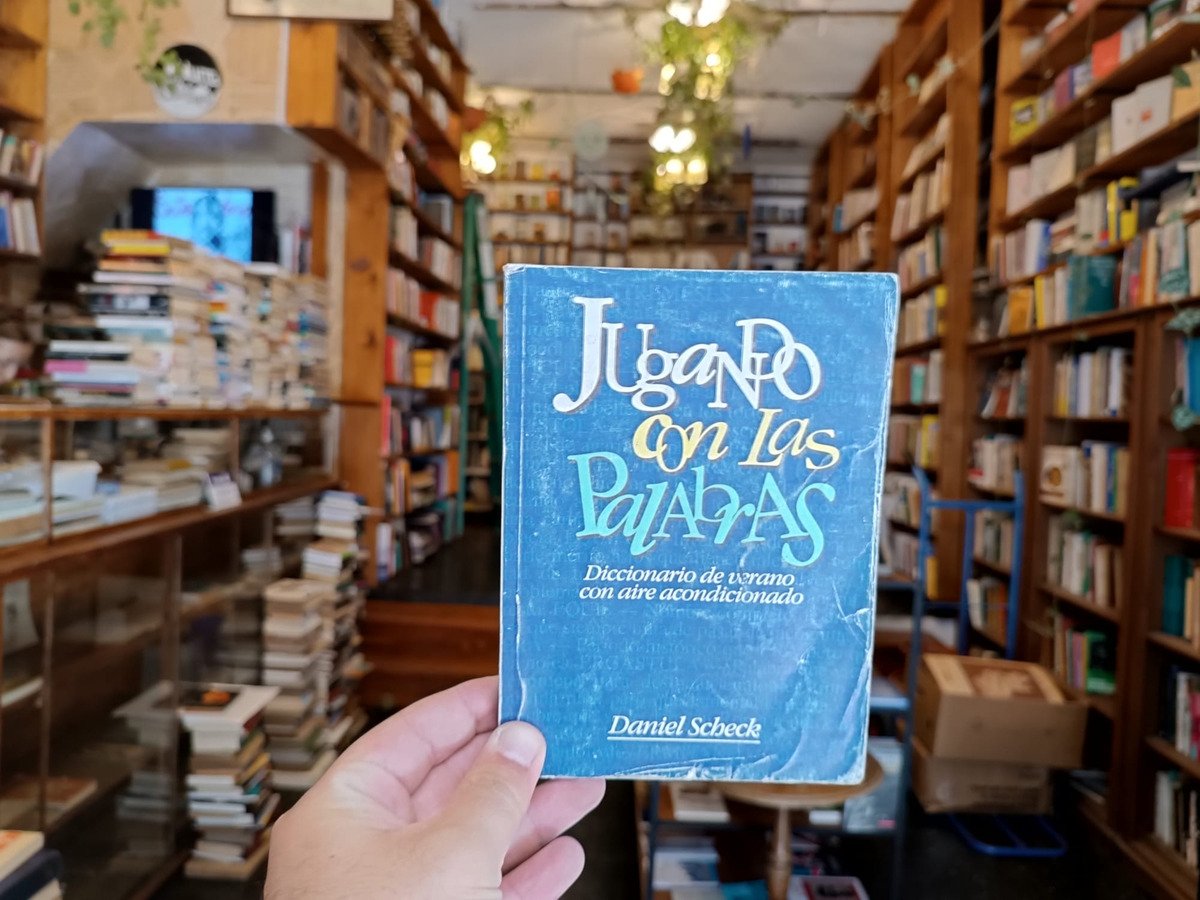 JUgaNDO
con Las
PalAbrAs
Diccionario de verano
con aire acondicionado
Daniel Scheck